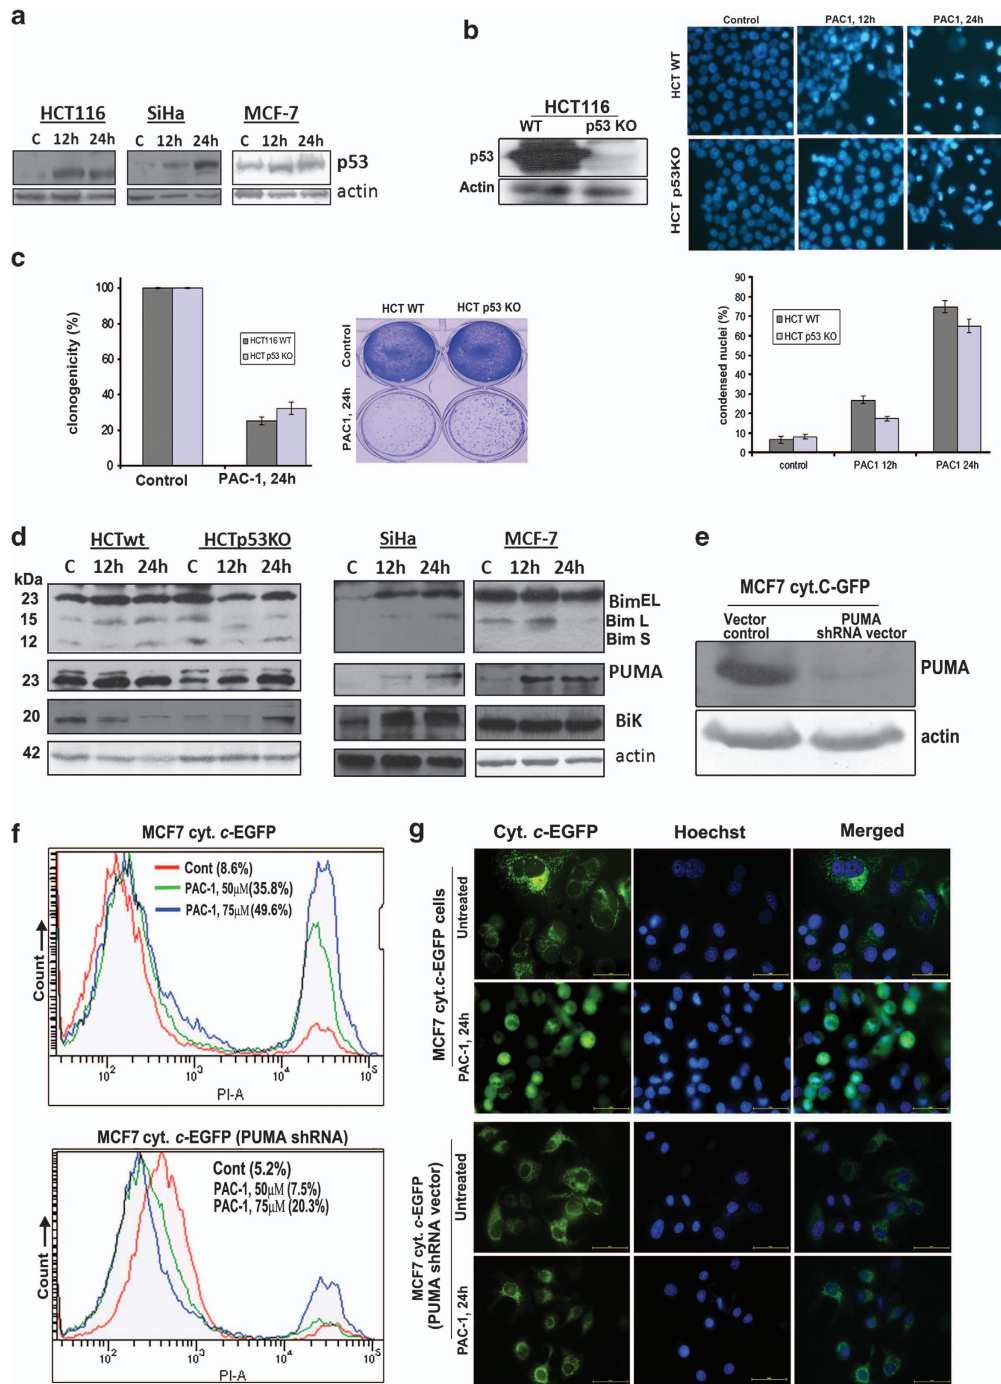 a
HCT116
SiHa
MCF-7
C 12h 24h
C 12h 24h
C 12h 24h
p53
actin
b
HCT116
WT p53 KO
p53
Actin
Control
PAC1, 12h
PAC1, 24h
HCT WT
HCT p53KO
c
clonogenicity (%)
100
80
60
40
20
0
HCT116 WT
HCT p53 KO
Control
PAC-1, 24h
HCT WT
HCT p53 KO
Control
PAC1, 24h
condensed nuclei (%)
90
80
70
60
50
40
30
20
10
0
HCT WT
HCT p53 KO
control
PAC1 12h
PAC1 24h
d
HCTwt
HCTp53KO
C 12h 24h
C 12h 24h
kDa
23
15
12
23
20
42
SiHa
MCF-7
C 12h 24h
C 12h 24h
BimEL
Bim L
Bim S
PUMA
BiK
actin
e
MCF7 cyt.C-GFP
Vector control
PUMA shRNA vector
PUMA
actin
f
MCF7 cyt. c-EGFP
Cont (8.6%)
PAC-1, 50µM(35.8%)
PAC-1, 75µM(49.6%)
Count
10² 10³ 10⁴ 10⁵
PI-A
MCF7 cyt. c-EGFP (PUMA shRNA)
Cont (5.2%)
PAC-1, 50µM (7.5%)
PAC-1, 75µM (20.3%)
Count
10² 10³ 10⁴ 10⁵
PI-A
g
Cyt. c-EGFP
Hoechst
Merged
MCF7 cyt.c-EGFP cells
Untreated
PAC-1, 24h
MCF7 cyt. c-EGFP
(PUMA shRNA vector)
Untreated
PAC-1, 24h